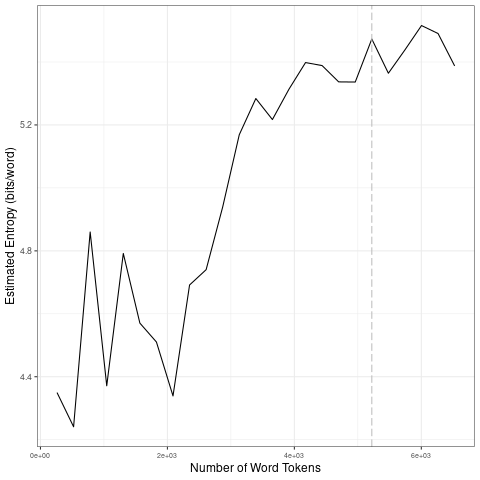 Estimated Entropy (bits/word)
5.2
4.8
4.4
0e+00 2e+03 4e+03 6e+03
Number of Word Tokens